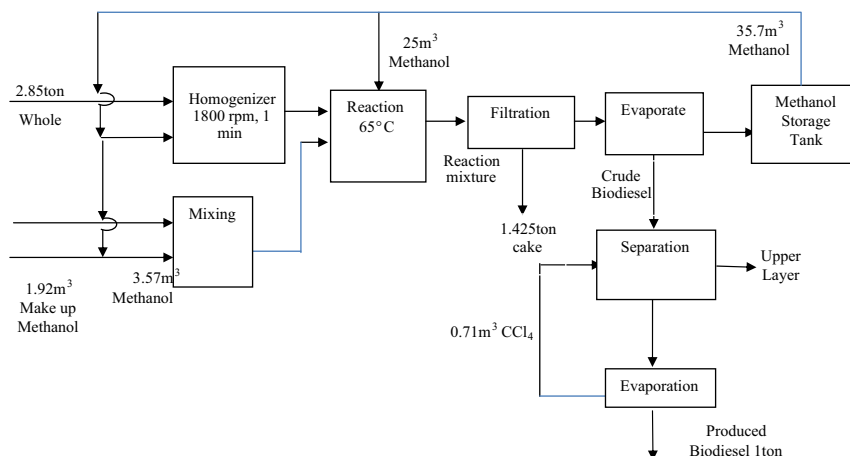 35.7m³
Methanol
25m³
Methanol
2.85ton
Whole
Homogenizer
1800 rpm, 1
min
Reaction
65°C
Filtration
Evaporate
Methanol
Storage
Tank
Reaction
mixture
Crude
Biodiesel
1.425ton
cake
Mixing
Separation
Upper
Layer
1.92m³
Make up
Methanol
3.57m³
Methanol
0.71m³ CCl₄
Evaporation
Produced
Biodiesel 1ton